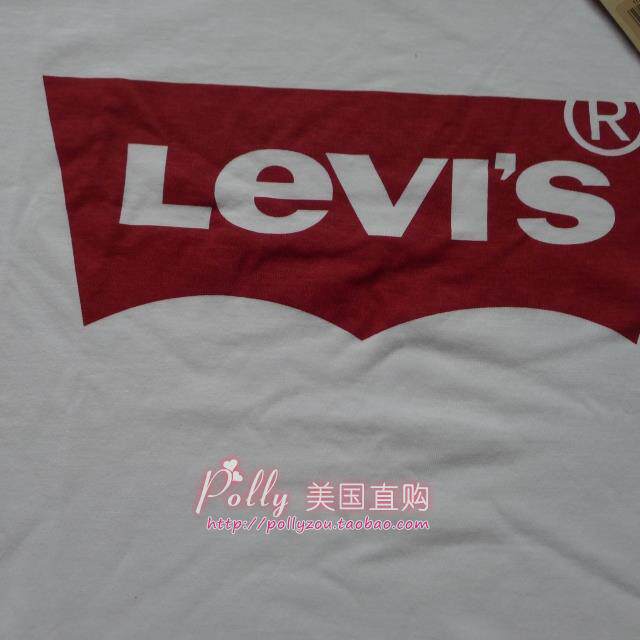 LEVI'S ®
Polly 美国直购
http://pollyzou.taobao.com